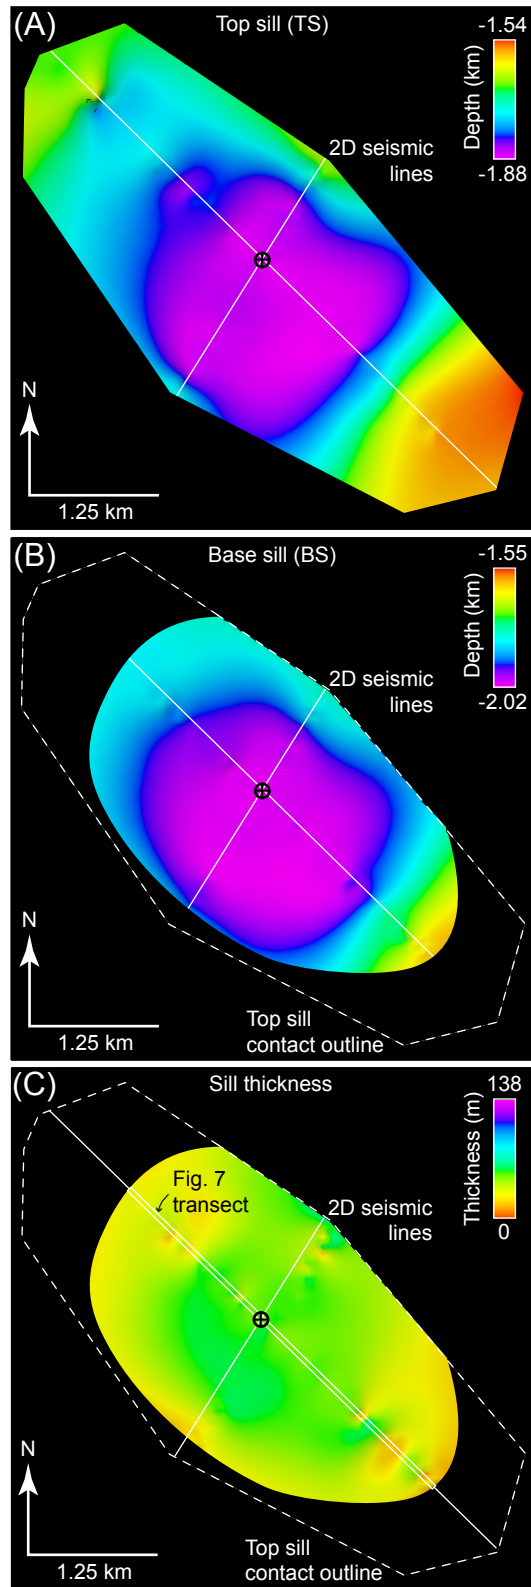 (A)
Top sill (TS)
-1.54
Depth (km)
-1.88
2D seismic
lines
N
1.25 km
(B)
Base sill (BS)
-1.55
Depth (km)
-2.02
2D seismic
lines
N
1.25 km
Top sill
contact outline
(C)
Sill thickness
138
Thickness (m)
0
Fig. 7
transect
2D seismic
lines
N
1.25 km
Top sill
contact outline